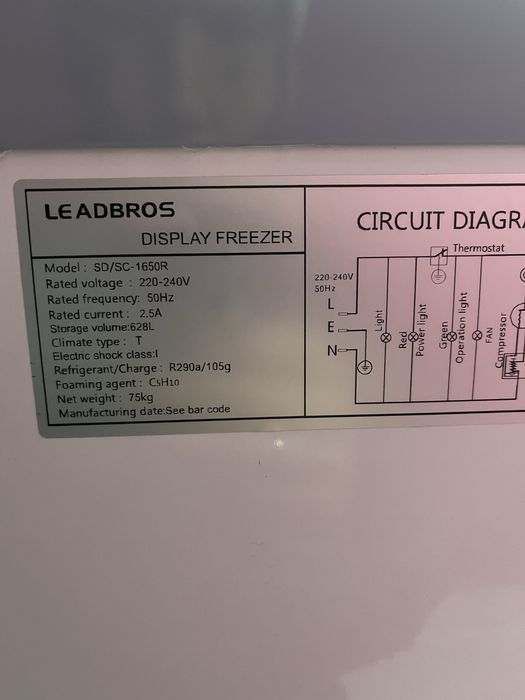 LEADBROS
DISPLAY FREEZER
Model : SD/SC-1650R
Rated voltage : 220-240V
Rated frequency: 50Hz
Rated current : 2.5A
Storage volume:628L
Climate type : T
Electric shock class:I
Refrigerant/Charge : R290a/105g
Foaming agent : C5H10
Net weight : 75kg
Manufacturing date:See bar code
CIRCUIT DIAGRA
Thermostat
220-240V
50Hz
L
E
N
Light
Red
Power light
Green
Operation light
FAN
Compressor